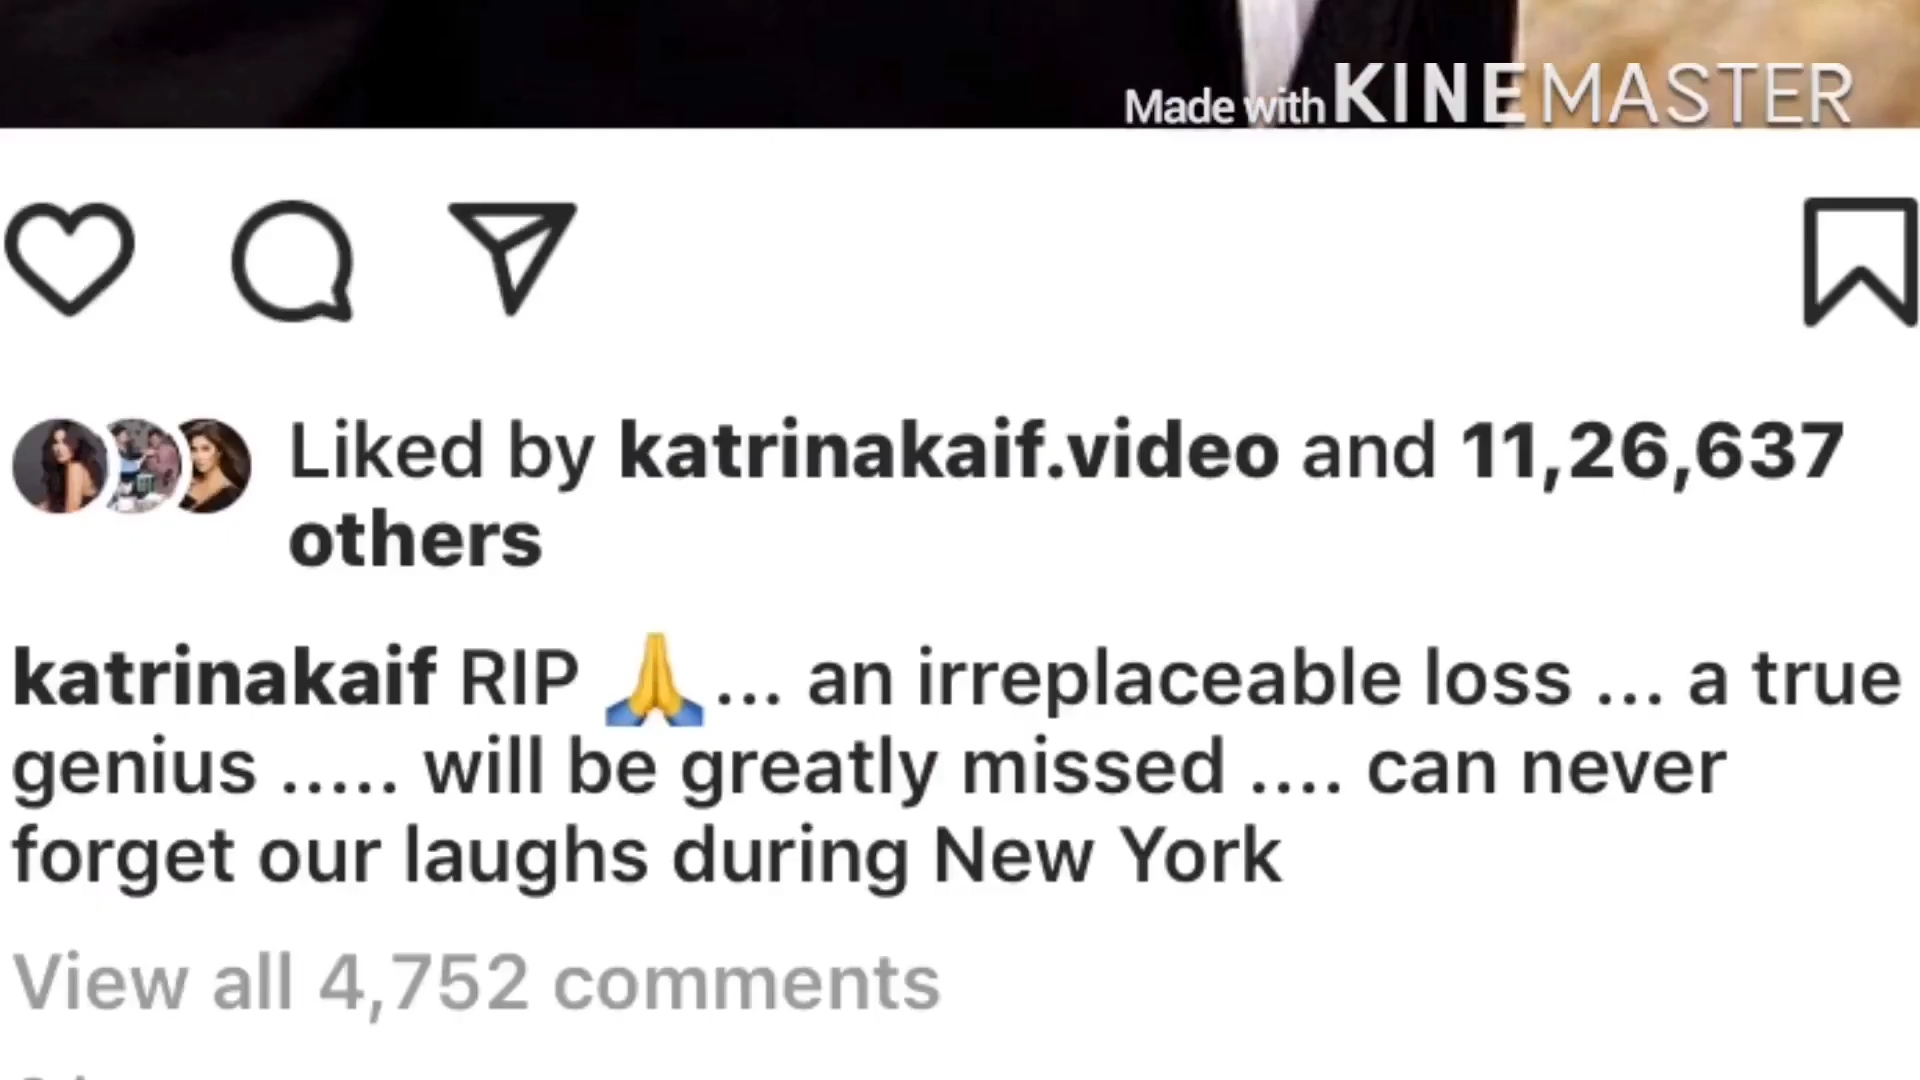 Made with KINEMASTER
Liked by katrinakaif.video and 11,26,637
others
katrinakaif RIP 🙏... an irreplaceable loss ... a true
genius ..... will be greatly missed .... can never
forget our laughs during New York
View all 4,752 comments